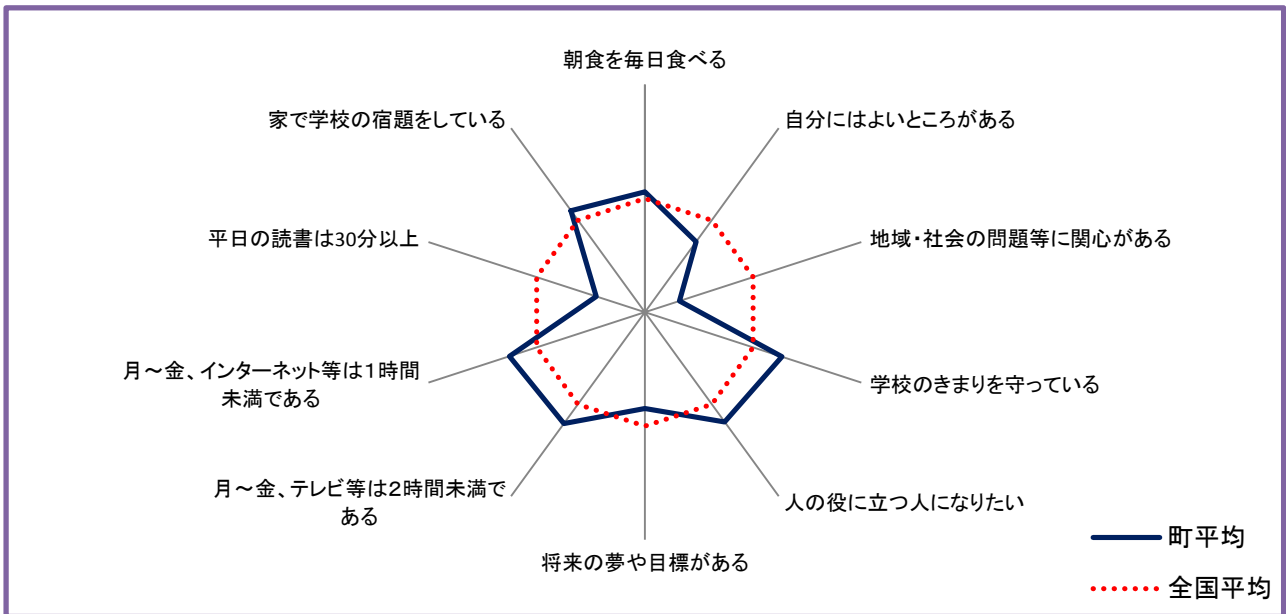 朝食を毎日食べる
自分にはよいところがある
地域・社会の問題等に関心がある
学校のきまりを守っている
人の役に立つ人になりたい
将来の夢や目標がある
月～金、テレビ等は2時間未満で
ある
月～金、インターネット等は1時間
未満である
平日の読書は30分以上
家で学校の宿題をしている
町平均
全国平均